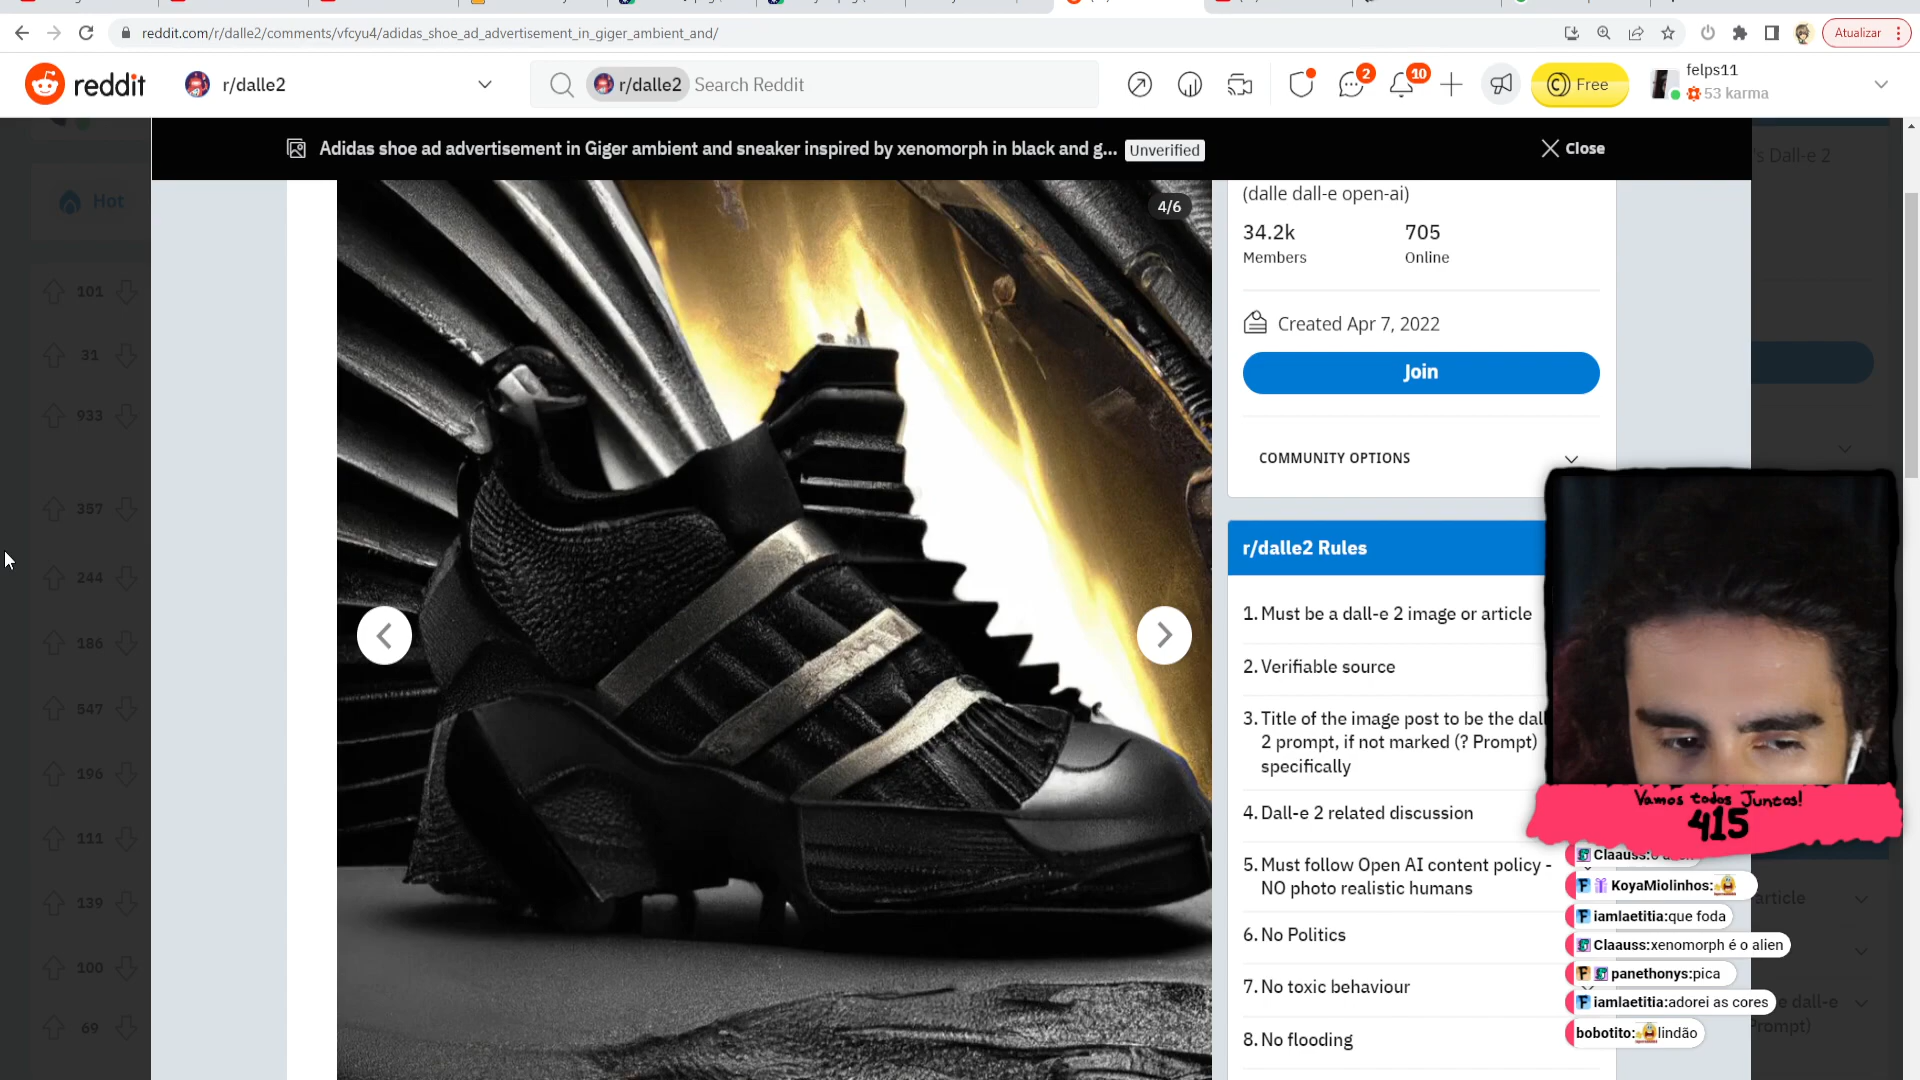 reddit.com/r/dalle2/comments/vfcyu4/adidas_shoe_ad_advertisement_in_giger_ambient_and/
Atualizar
reddit
r/dalle2
r/dalle2
Search Reddit
2
10
Free
felps11
53 karma
Adidas shoe ad advertisement in Giger ambient and sneaker inspired by xenomorph in black and g...
Unverified
Close
's Dall-e 2
Hot
4/6
(dalle dall-e open-ai)
34.2k
705
Members
Online
Created Apr 7, 2022
Join
COMMUNITY OPTIONS
r/dalle2 Rules
1. Must be a dall-e 2 image or article
2. Verifiable source
3. Title of the image post to be the dall
2 prompt, if not marked (? Prompt)
specifically
4. Dall-e 2 related discussion
5. Must follow Open AI content policy -
NO photo realistic humans
6. No Politics
7. No toxic behaviour
8. No flooding
101
31
933
357
244
186
547
196
111
139
100
69
Vamos todos Juntos!
415
Claauss:
KoyaMiolinhos:
iamlaetitia:que foda
Claauss:xenomorph é o alien
panethonys:pica
iamlaetitia:adorei as cores
bobotito:lindão
article
e dall-e
Prompt)